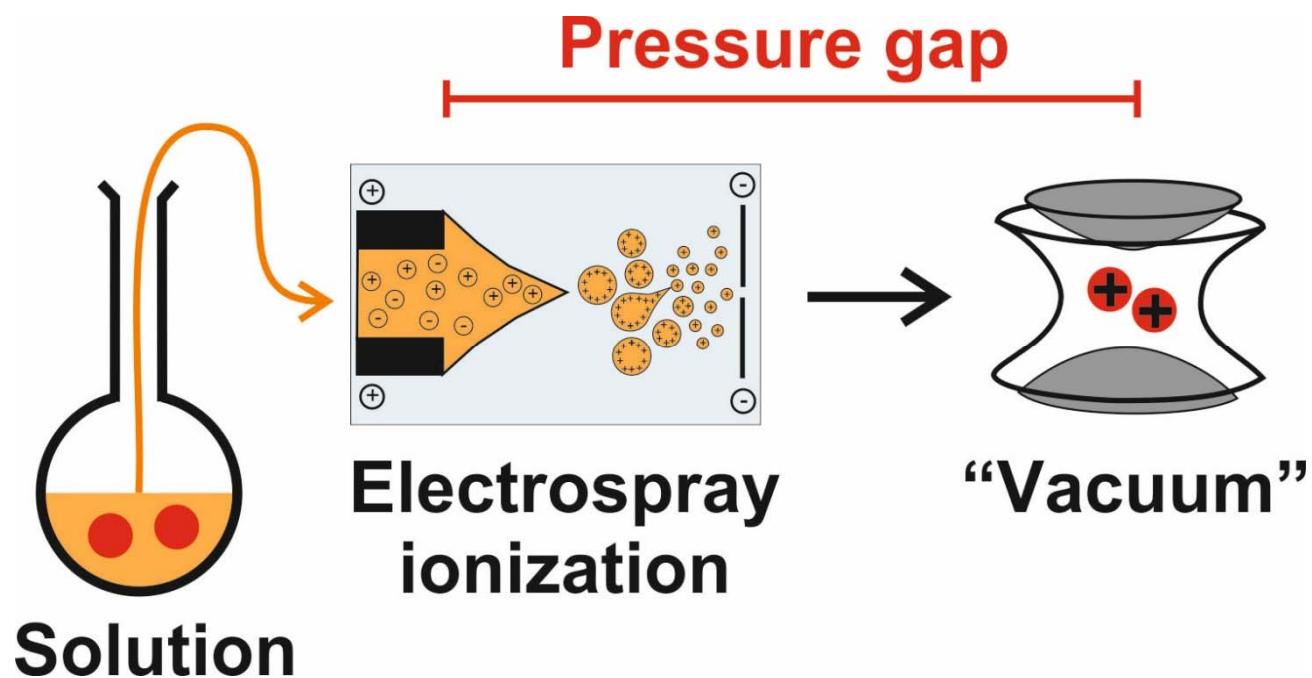 Pressure gap
Electrospray
ionization
“Vacuum”
Solution